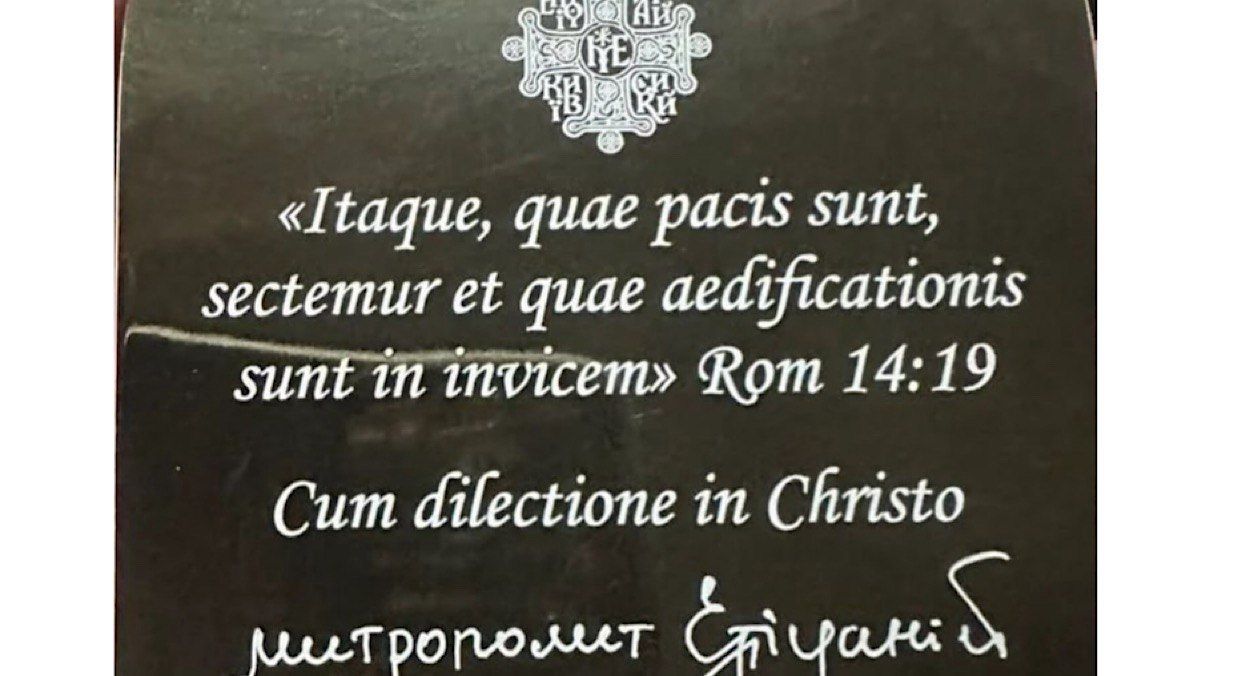 «Itaque, quae pacis sunt,
sectemur et quae aedificationis
sunt in invicem» Rom 14:19
Cum dilectione in Christo
митрополит Епіфаній